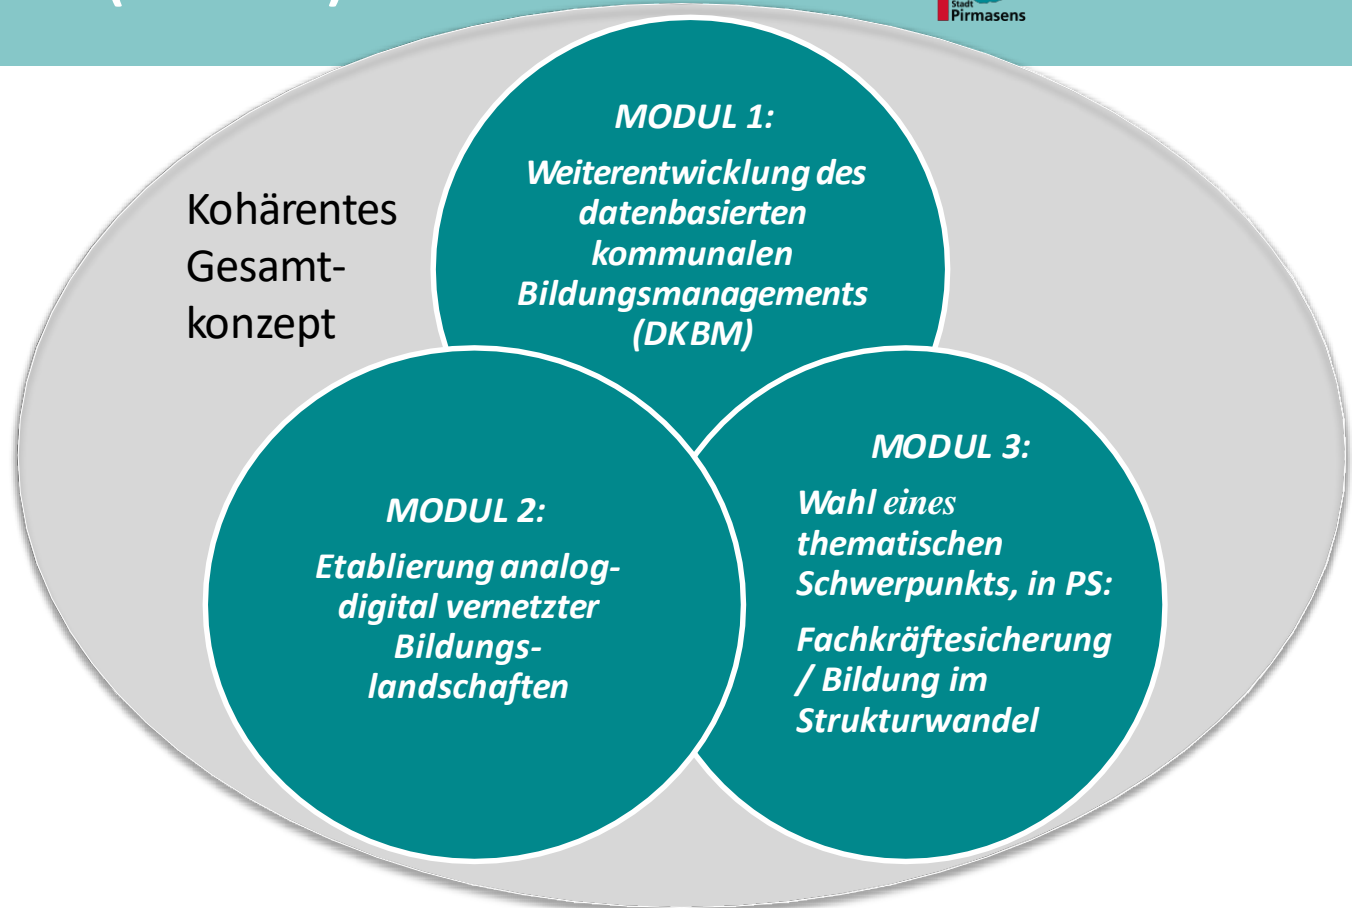 Stadt
Pirmasens
Kohärentes
Gesamt-
konzept
MODUL 1:
Weiterentwicklung des
datenbasierten
kommunalen
Bildungsmanagements
(DKBM)
MODUL 2:
Etablierung analog-
digital vernetzter
Bildungs-
landschaften
MODUL 3:
Wahl eines
thematischen
Schwerpunkts, in PS:
Fachkräftesicherung
/ Bildung im
Strukturwandel